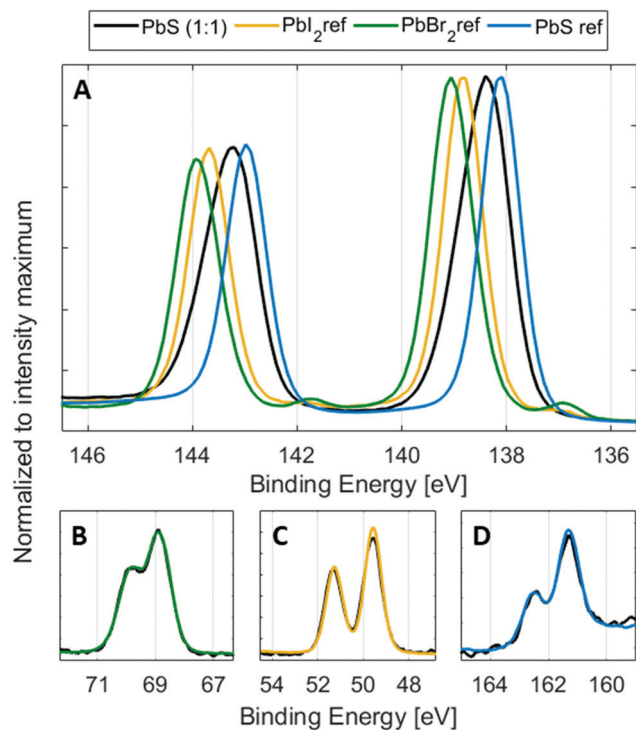 PbS (1:1) PbI₂ref PbBr₂ref PbS ref
A
Normalized to intensity maximum
146 144 142 140 138 136
Binding Energy [eV]
B C D
71 69 67 54 52 50 48 164 162 160
Binding Energy [eV]